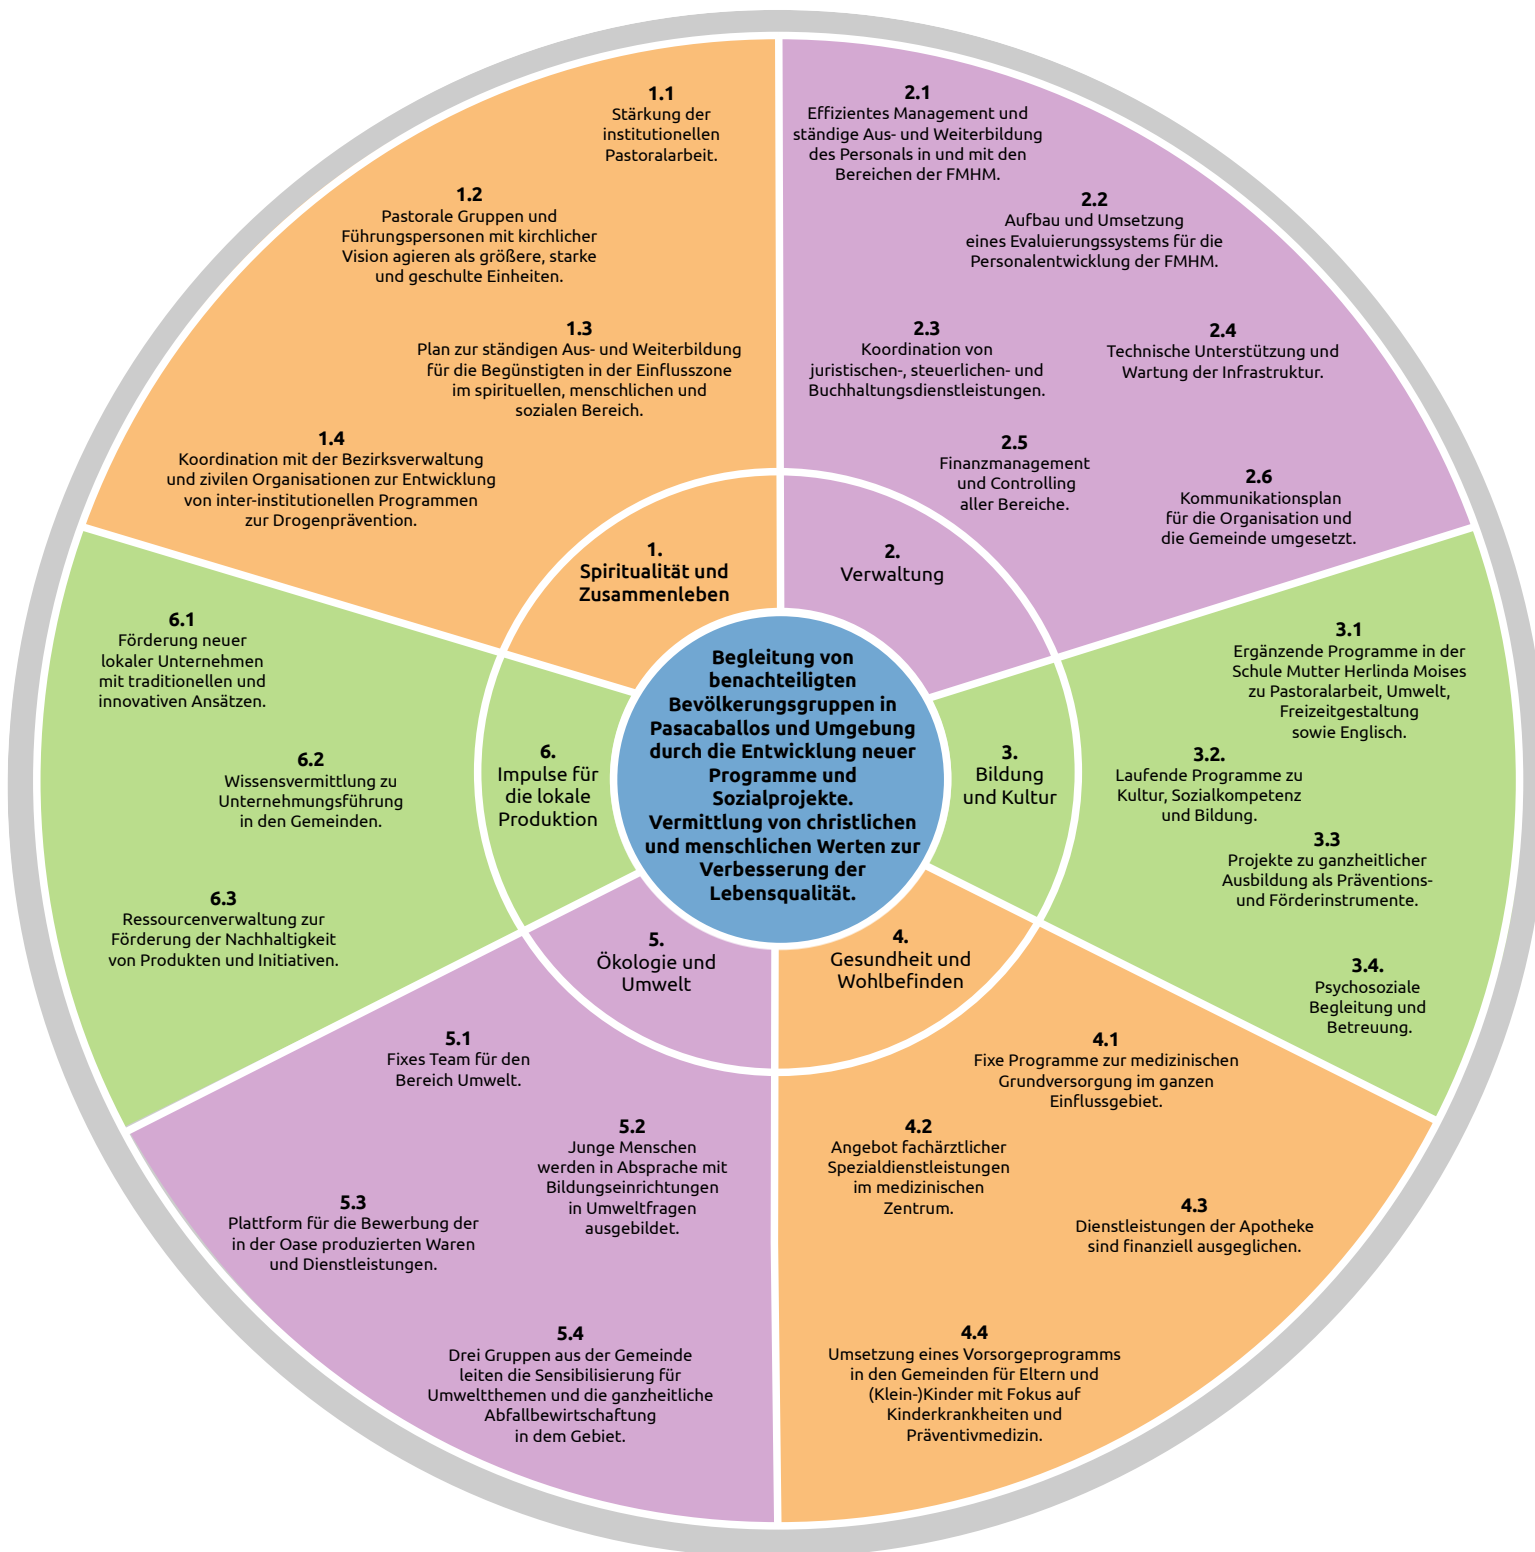 1.1
Stärkung der
institutionellen
Pastoralarbeit.
1.2
Pastorale Gruppen und
Führungspersonen mit kirchlicher
Vision agieren als größere, starke
und geschulte Einheiten.
1.3
Plan zur ständigen Aus- und Weiterbildung
für die Begünstigten in der Einflusszone
im spirituellen, menschlichen und
sozialen Bereich.
1.4
Koordination mit der Bezirksverwaltung
und zivilen Organisationen zur Entwicklung
von inter-institutionellen Programmen
zur Drogenprävention.
1.
Spiritualität und
Zusammenleben
2.1
Effizientes Management und
ständige Aus- und Weiterbildung
des Personals in und mit den
Bereichen der FMHM.
2.2
Aufbau und Umsetzung
eines Evaluierungssystems für die
Personalentwicklung der FMHM.
2.3
Koordination von
juristischen-, steuerlichen- und
Buchhaltungsdienstleistungen.
2.4
Technische Unterstützung und
Wartung der Infrastruktur.
2.5
Finanzmanagement
und Controlling
aller Bereiche.
2.6
Kommunikationsplan
für die Organisation und
die Gemeinde umgesetzt.
2.
Verwaltung
3.1
Ergänzende Programme in der
Schule Mutter Herlinda Moises
zu Pastoralarbeit, Umwelt,
Freizeitgestaltung
sowie Englisch.
3.2.
Laufende Programme zu
Kultur, Sozialkompetenz
und Bildung.
3.3
Projekte zu ganzheitlicher
Ausbildung als Präventions-
und Förderinstrumente.
3.4.
Psychosoziale
Begleitung und
Betreuung.
3.
Bildung
und Kultur
Begleitung von
benachteiligten
Bevölkerungsgruppen in
Pasacaballos und Umgebung
durch die Entwicklung neuer
Programme und
Sozialprojekte.
Vermittlung von christlichen
und menschlichen Werten zur
Verbesserung der
Lebensqualität.
4.
Gesundheit und
Wohlbefinden
4.1
Fixe Programme zur medizinischen
Grundversorgung im ganzen
Einflussgebiet.
4.2
Angebot fachärztlicher
Spezialdienstleistungen
im medizinischen
Zentrum.
4.3
Dienstleistungen der Apotheke
sind finanziell ausgeglichen.
4.4
Umsetzung eines Vorsorgeprogramms
in den Gemeinden für Eltern und
(Klein-)Kinder mit Fokus auf
Kinderkrankheiten und
Präventivmedizin.
5.
Ökologie und
Umwelt
5.1
Fixes Team für den
Bereich Umwelt.
5.2
Junge Menschen
werden in Absprache mit
Bildungseinrichtungen
in Umweltfragen
ausgebildet.
5.3
Plattform für die Bewerbung der
in der Oase produzierten Waren
und Dienstleistungen.
5.4
Drei Gruppen aus der Gemeinde
leiten die Sensibilisierung für
Umweltthemen und die ganzheitliche
Abfallbewirtschaftung
in dem Gebiet.
6.
Impulse für
die lokale
Produktion
6.1
Förderung neuer
lokaler Unternehmen
mit traditionellen und
innovativen Ansätzen.
6.2
Wissensvermittlung zu
Unternehmungsführung
in den Gemeinden.
6.3
Ressourcenverwaltung zur
Förderung der Nachhaltigkeit
von Produkten und Initiativen.